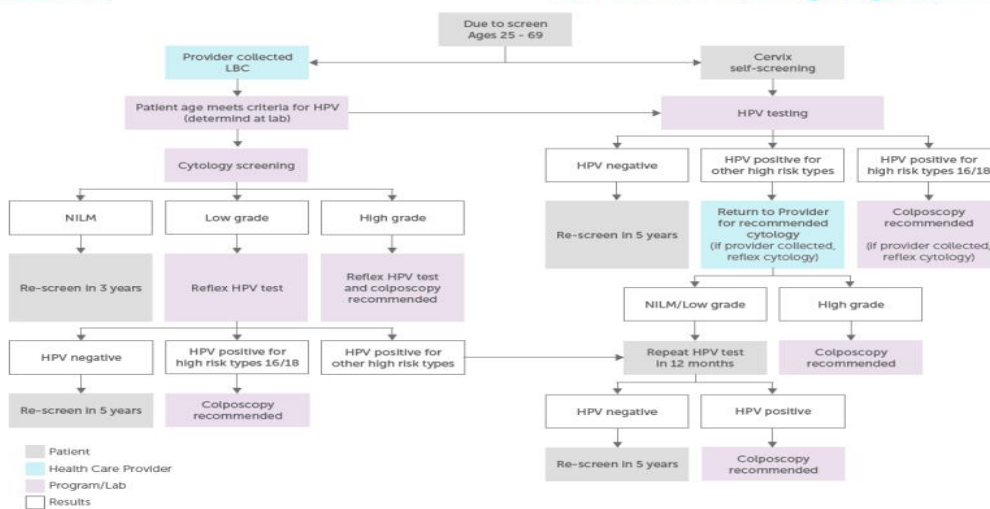 Due to screen
Ages 25 - 69
Provider collected
LBC
Cervix
self-screening
Patient age meets criteria for HPV
(determind at lab)
HPV testing
Cytology screening
HPV negative
HPV positive for
other high risk types
HPV positive for
high risk types 16/18
NILM
Low grade
High grade
Re-screen in 5 years
Return to Provider
for recommended
cytology
(if provider collected,
reflex cytology)
Colposcopy
recommended
(if provider collected,
reflex cytology)
Re-screen in 3 years
Reflex HPV test
Reflex HPV test
and colposcopy
recommended
NILM/Low grade
High grade
HPV negative
HPV positive for
high risk types 16/18
HPV positive for
other high risk types
Repeat HPV test
in 12 months
Colposcopy
recommended
Re-screen in 5 years
Colposcopy
recommended
HPV negative
HPV positive
Re-screen in 5 years
Colposcopy
recommended
Patient
Health Care Provider
Program/Lab
Results